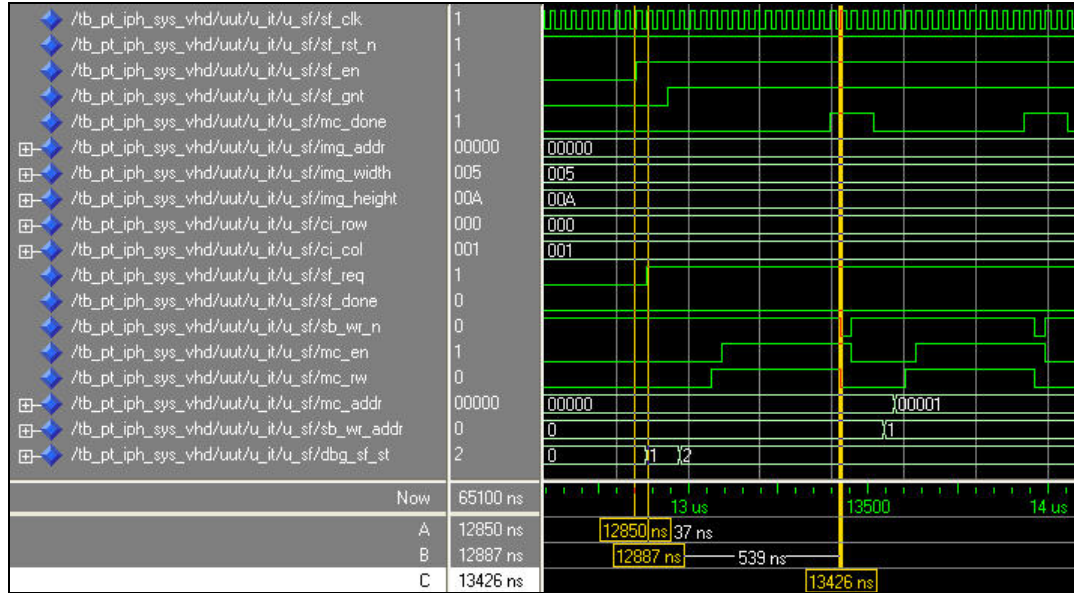 /tb_pt_iph_sys_vhd/uut/u_it/u_sf/sf_clk 1
/tb_pt_iph_sys_vhd/uut/u_it/u_sf/sf_rst_n 1
/tb_pt_iph_sys_vhd/uut/u_it/u_sf/sf_en 1
/tb_pt_iph_sys_vhd/uut/u_it/u_sf/sf_gnt 1
/tb_pt_iph_sys_vhd/uut/u_it/u_sf/mc_done 1
/tb_pt_iph_sys_vhd/uut/u_it/u_sf/img_addr 00000 00000
/tb_pt_iph_sys_vhd/uut/u_it/u_sf/img_width 005 005
/tb_pt_iph_sys_vhd/uut/u_it/u_sf/img_height 00A 00A
/tb_pt_iph_sys_vhd/uut/u_it/u_sf/ci_row 000 000
/tb_pt_iph_sys_vhd/uut/u_it/u_sf/ci_col 001 001
/tb_pt_iph_sys_vhd/uut/u_it/u_sf/sf_req 1
/tb_pt_iph_sys_vhd/uut/u_it/u_sf/sf_done 0
/tb_pt_iph_sys_vhd/uut/u_it/u_sf/sb_wr_n 0
/tb_pt_iph_sys_vhd/uut/u_it/u_sf/mc_en 1
/tb_pt_iph_sys_vhd/uut/u_it/u_sf/mc_rw 0
/tb_pt_iph_sys_vhd/uut/u_it/u_sf/mc_addr 00000 00000 00001
/tb_pt_iph_sys_vhd/uut/u_it/u_sf/sb_wr_addr 0 0 1
/tb_pt_iph_sys_vhd/uut/u_it/u_sf/dbg_sf_st 2 0 1 2
Now 65100 ns 13 us 13500 14 us
A 12850 ns 12850 ns 37 ns
B 12887 ns 12887 ns 539 ns
C 13426 ns 13426 ns